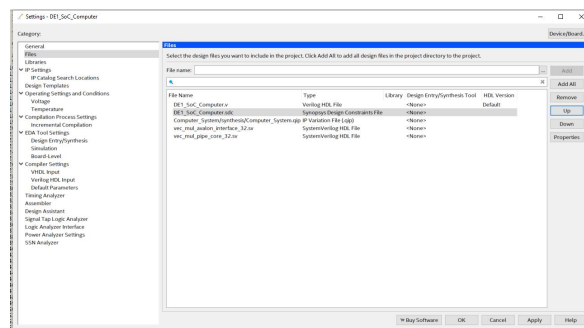 Settings - DE1_SoC_Computer
Category:
Device/Board...
General
Files
Libraries
IP Settings
IP Catalog Search Locations
Design Templates
Operating Settings and Conditions
Voltage
Temperature
Compilation Process Settings
Incremental Compilation
EDA Tool Settings
Design Entry/Synthesis
Simulation
Board-Level
Compiler Settings
VHDL Input
Verilog HDL Input
Default Parameters
Timing Analyzer
Assembler
Design Assistant
Signal Tap Logic Analyzer
Logic Analyzer Interface
Power Analyzer Settings
SSN Analyzer
Files
Select the design files you want to include in the project. Click Add All to add all design files in the project directory to the project.
File name: ... Add
Add All
Remove
Up
Down
Properties
File Name Type Library Design Entry/Synthesis Tool HDL Version
DE1_SoC_Computer.v Verilog HDL File <None> Default
DE1_SoC_Computer.sdc Synopsys Design Constraints File <None>
Computer_System/synthesis/Computer_System.qip IP Variation File (.qip) <None>
vec_mul_avalon_interface_32.sv SystemVerilog HDL File <None>
vec_mul_pipe_core_32.sv SystemVerilog HDL File <None>
Buy Software OK Cancel Apply Help